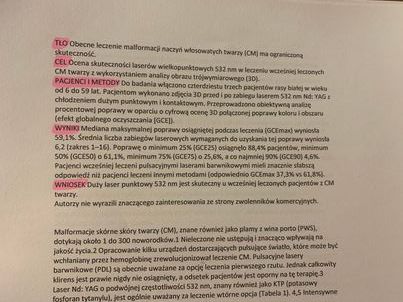 TŁO Obecne leczenie malformacji naczyń włosowatych twarzy (CM) ma ograniczoną
skuteczność.
CEL Ocena skuteczności laserów wielkopunktowych 532 nm w leczeniu wcześniej leczonych
CM twarzy z wykorzystaniem analizy obrazu trójwymiarowego (3D).
PACJENCI I METODY Do badania włączono czterdziestu trzech pacjentów rasy białej w wieku
od 6 do 59 lat. Pacjentom wykonano zdjęcia 3D przed i po zabiegu laserem 532 nm Nd: YAG z
chłodzeniem dużym punktowym i kontaktowym. Przeprowadzono obiektywną analizę
procentowej poprawy w oparciu o cyfrową ocenę 3D połączonej poprawy koloru i obszaru
(efekt globalnego oczyszczania [GCE]).
WYNIKI Mediana maksymalnej poprawy osiągniętej podczas leczenia (GCEmax) wyniosła
59,1%. Średnia liczba zabiegów laserowych wymaganych do uzyskania tej poprawy wyniosła
6,2 (zakres 1–16). Poprawę o minimum 25% (GCE25) osiągnęło 88,4% pacjentów, minimum
50% (GCE50) o 61,1%, minimum 75% (GCE75) o 25,6%, a co najmniej 90% (GCE90) 4,6%.
Pacjenci wcześniej leczeni pulsacyjnymi laserami barwnikowymi mieli znacznie słabszą
odpowiedź niż pacjenci leczeni innymi metodami (odpowiednio GCEmax 37,3% vs 61,8%).
WNIOSEK Duży laser punktowy 532 nm jest skuteczny u wcześniej leczonych pacjentów z CM
twarzy.
Autorzy nie wyrazili znaczącego zainteresowania ze strony zwolenników komercyjnych.
Malformacje skórne skóry twarzy (CM), znane również jako plamy z wina porto (PWS),
dotykają około 1 do 300 noworodków.1 Nieleczone nie ustępują i znacząco wpływają na
jakość życia.2 Opracowanie kilku urządzeń dostarczających pulsujące światło, które może być
wchłaniany przez hemoglobinę zrewolucjonizował leczenie CM. Pulsacyjne lasery
barwnikowe (PDL) są obecnie uważane za opcję leczenia pierwszego rzutu. Jednak całkowity
klirens jest prawie nigdy nie osiągnięty, a odsetek pacjentów jest oporny na tę terapię.3
Laser Nd: YAG o podwójnej częstotliwości 532 nm, znany również jako KTP (potasowy
fosforan tytanylu), jest ogólnie uważany za leczenie wtórne opcja (Tabela 1). 4,5 Intensywne